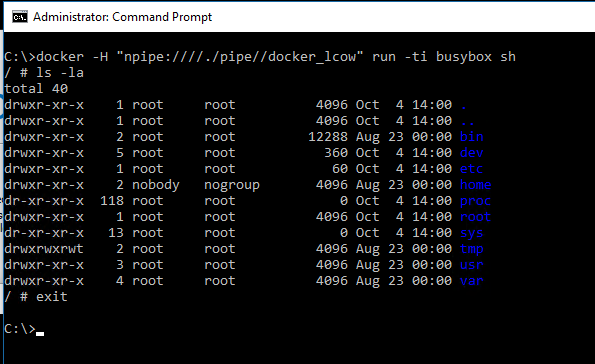 Administrator: Command Prompt
C:\>docker -H "npipe:////./pipe//docker_lcow" run -ti busybox sh
/ # ls -la
total 40
drwxr-xr-x    1 root     root          4096 Oct  4 14:00 .
drwxr-xr-x    1 root     root          4096 Oct  4 14:00 ..
drwxr-xr-x    2 root     root         12288 Aug 23 00:00 bin
drwxr-xr-x    5 root     root           360 Oct  4 14:00 dev
drwxr-xr-x    1 root     root            60 Oct  4 14:00 etc
drwxr-xr-x    2 nobody   nogroup       4096 Aug 23 00:00 home
dr-xr-xr-x  118 root     root             0 Oct  4 14:00 proc
drwxr-xr-x    1 root     root          4096 Oct  4 14:00 root
dr-xr-xr-x   13 root     root             0 Oct  4 14:00 sys
drwxrwxrwt    2 root     root          4096 Aug 23 00:00 tmp
drwxr-xr-x    3 root     root          4096 Aug 23 00:00 usr
drwxr-xr-x    4 root     root          4096 Aug 23 00:00 var
/ # exit
C:\>